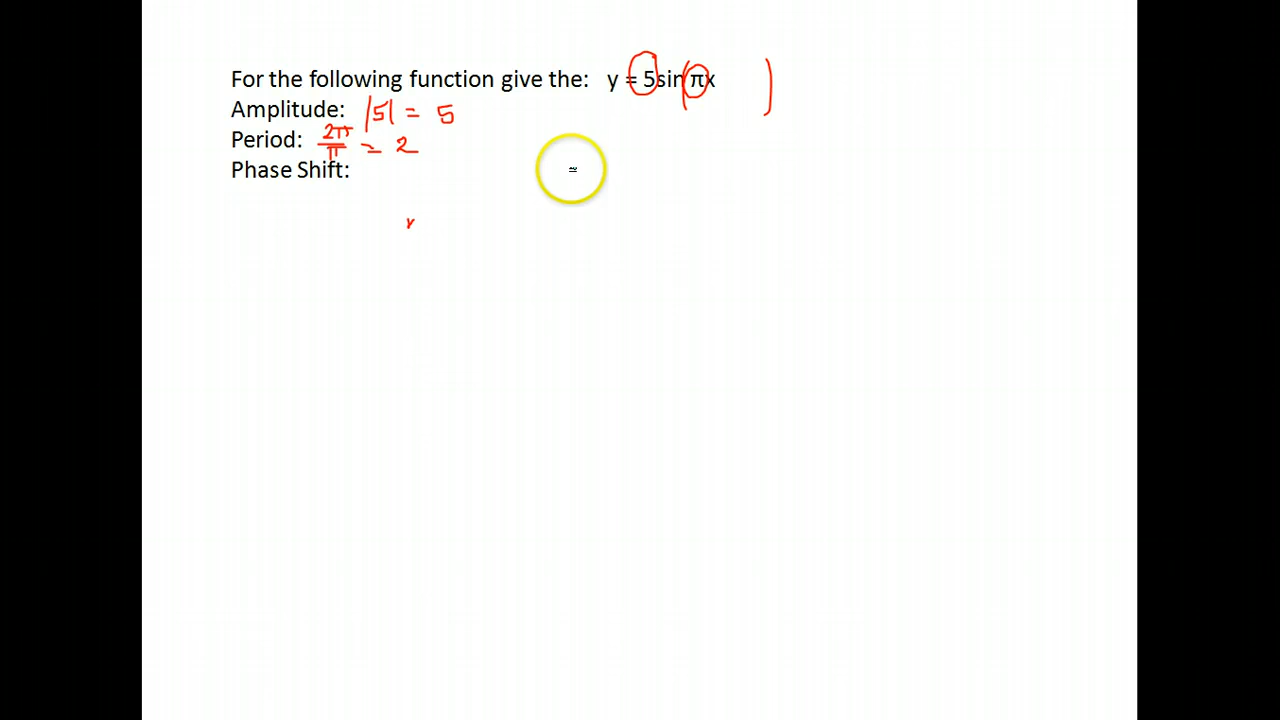 For the following function give the: y = 5sin(πx )
Amplitude: |5| = 5
Period: 2π/π = 2
Phase Shift: